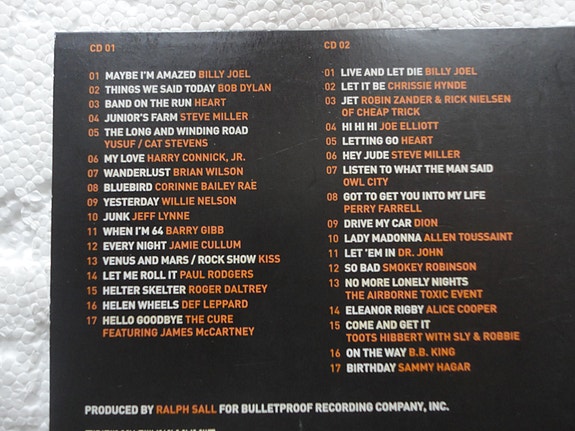 CD 01
01 MAYBE I'M AMAZED BILLY JOEL
02 THINGS WE SAID TODAY BOB DYLAN
03 BAND ON THE RUN HEART
04 JUNIOR'S FARM STEVE MILLER
05 THE LONG AND WINDING ROAD
YUSUF / CAT STEVENS
06 MY LOVE HARRY CONNICK, JR.
07 WANDERLUST BRIAN WILSON
08 BLUEBIRD CORINNE BAILEY RAE
09 YESTERDAY WILLIE NELSON
10 JUNK JEFF LYNNE
11 WHEN I'M 64 BARRY GIBB
12 EVERY NIGHT JAMIE CULLUM
13 VENUS AND MARS / ROCK SHOW KISS
14 LET ME ROLL IT PAUL RODGERS
15 HELTER SKELTER ROGER DALTREY
16 HELEN WHEELS DEF LEPPARD
17 HELLO GOODBYE THE CURE
FEATURING JAMES McCARTNEY
CD 02
01 LIVE AND LET DIE BILLY JOEL
02 LET IT BE CHRISSIE HYNDE
03 JET ROBIN ZANDER & RICK NIELSEN
OF CHEAP TRICK
04 HI HI HI JOE ELLIOTT
05 LETTING GO HEART
06 HEY JUDE STEVE MILLER
07 LISTEN TO WHAT THE MAN SAID
OWL CITY
08 GOT TO GET YOU INTO MY LIFE
PERRY FARRELL
09 DRIVE MY CAR DION
10 LADY MADONNA ALLEN TOUSSAINT
11 LET 'EM IN DR. JOHN
12 SO BAD SMOKEY ROBINSON
13 NO MORE LONELY NIGHTS
THE AIRBORNE TOXIC EVENT
14 ELEANOR RIGBY ALICE COOPER
15 COME AND GET IT
TOOTS HIBBERT WITH SLY & ROBBIE
16 ON THE WAY B.B. KING
17 BIRTHDAY SAMMY HAGAR
PRODUCED BY RALPH SALL FOR BULLETPROOF RECORDING COMPANY, INC.